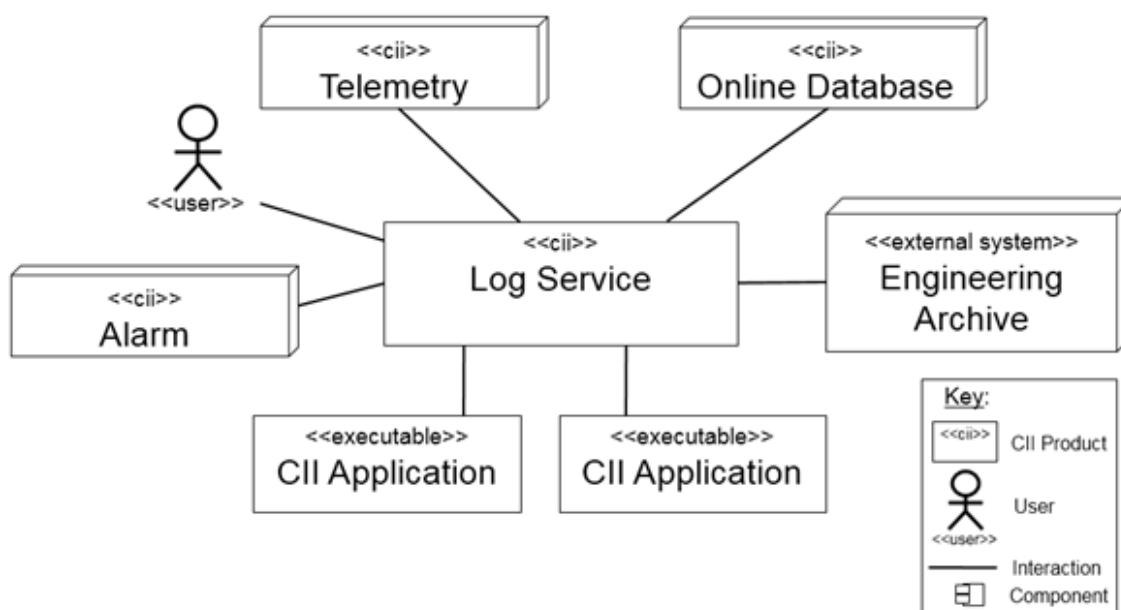 <<cii>>
Telemetry
<<cii>>
Online Database
<<user>>
<<cii>>
Log Service
<<external system>>
Engineering
Archive
<<cii>>
Alarm
<<executable>>
CII Application
<<executable>>
CII Application
Key:
<<cii>>
CII Product
User
<<user>>
Interaction
Component